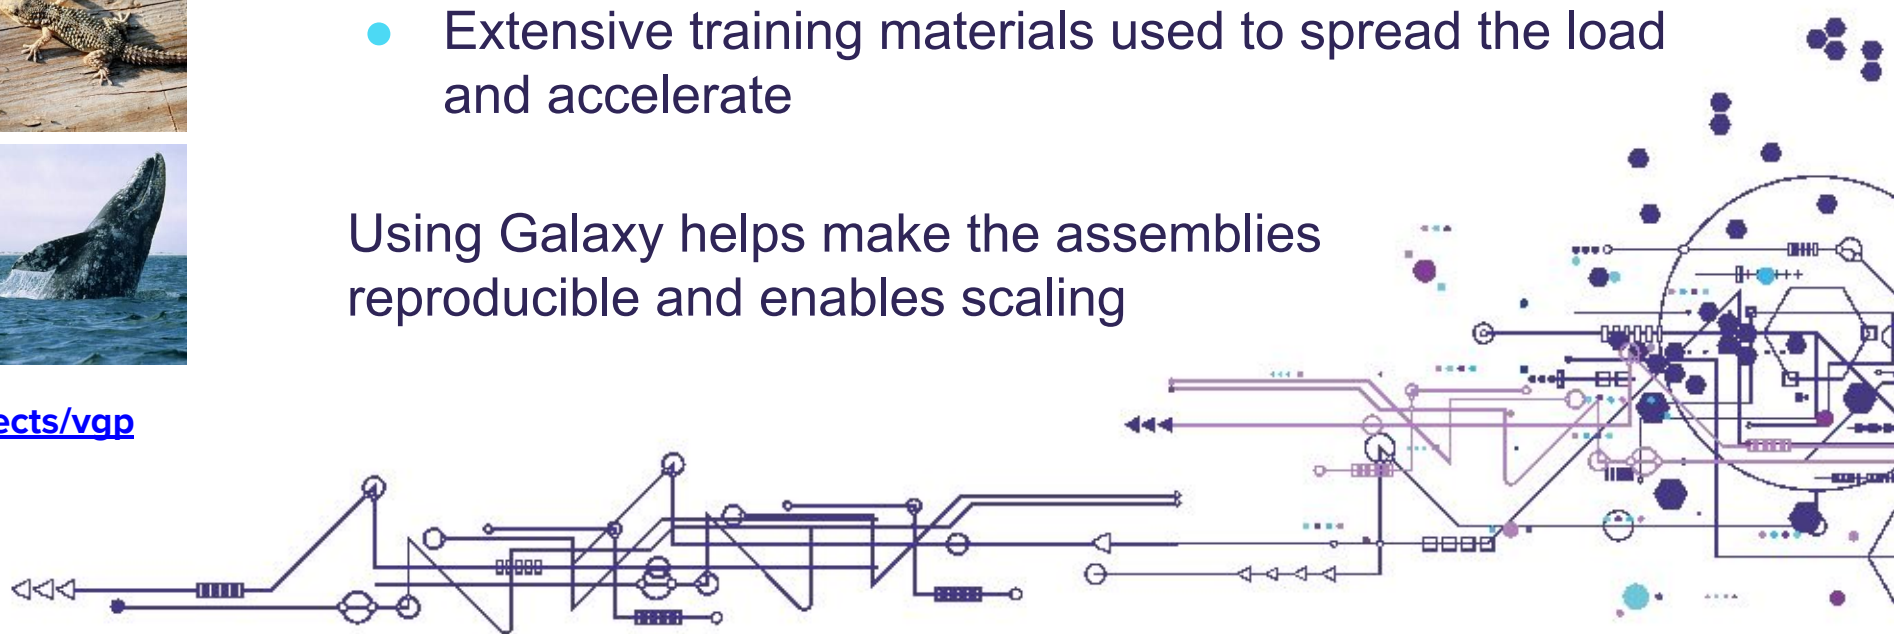 ● Extensive training materials used to spread the load
and accelerate
Using Galaxy helps make the assemblies
reproducible and enables scaling
ects/vgp